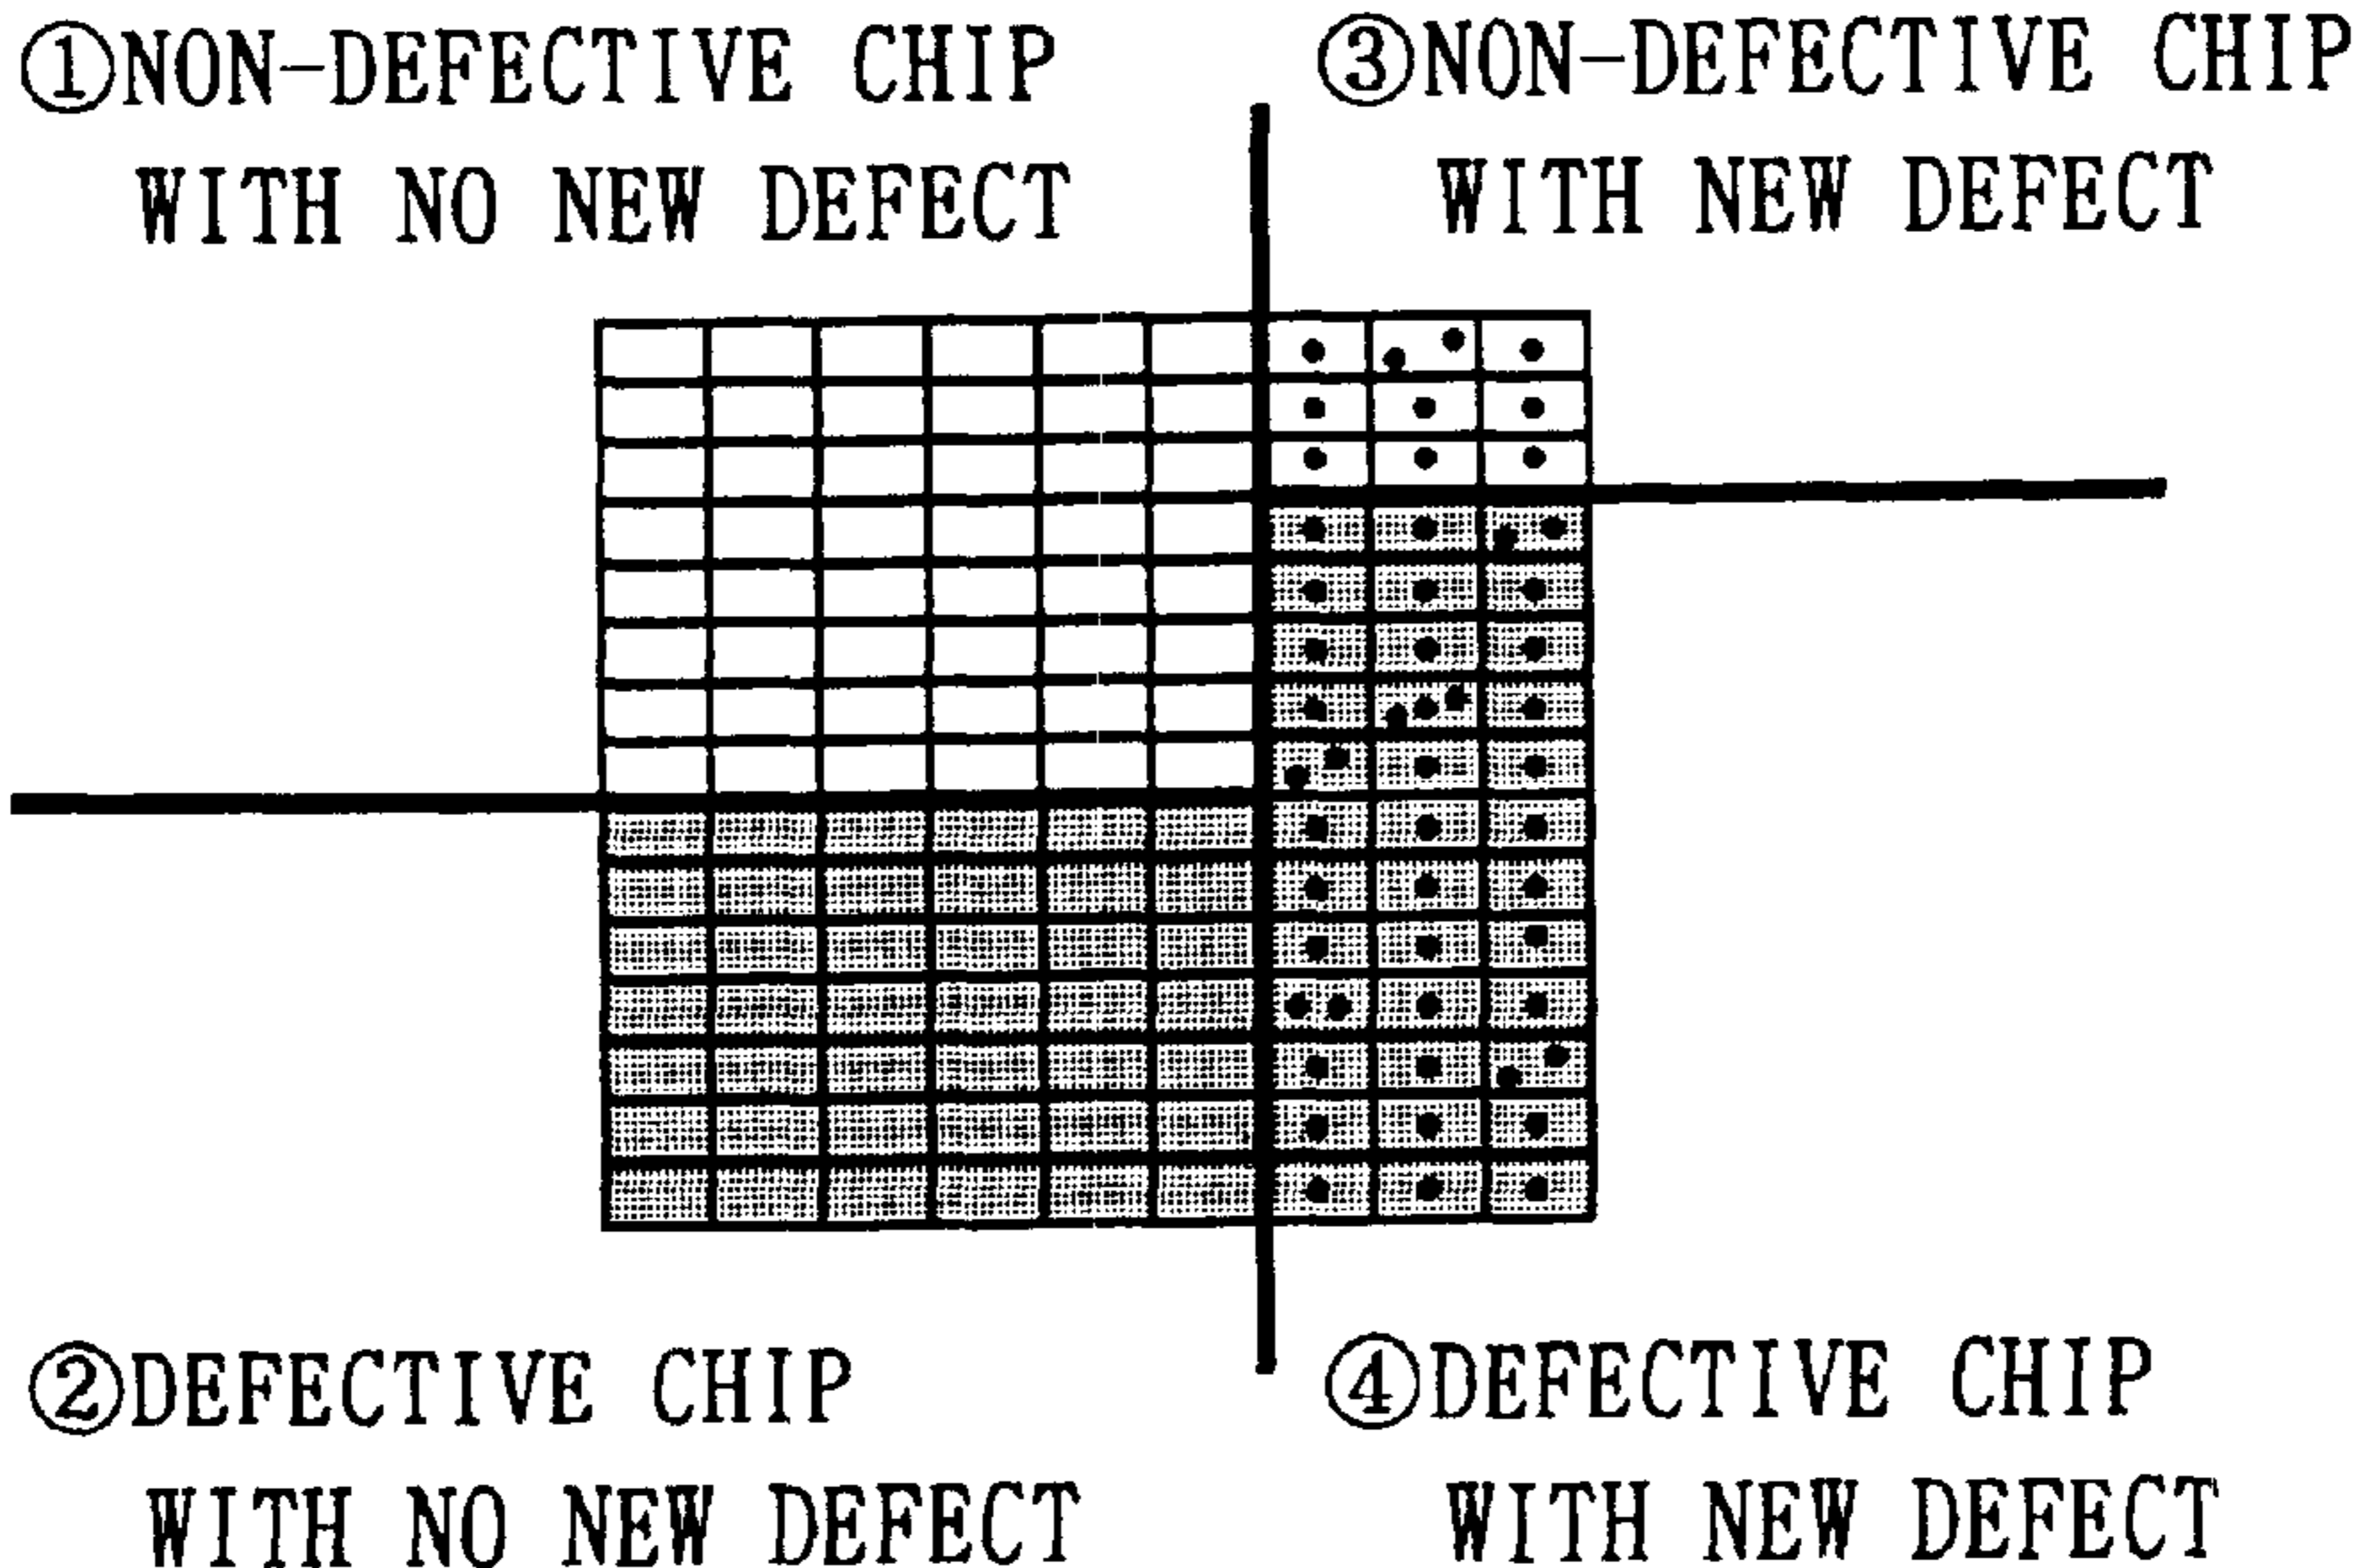 ①NON-DEFECTIVE CHIP
WITH NO NEW DEFECT
③NON-DEFECTIVE CHIP
WITH NEW DEFECT
②DEFECTIVE CHIP
WITH NO NEW DEFECT
④DEFECTIVE CHIP
WITH NEW DEFECT